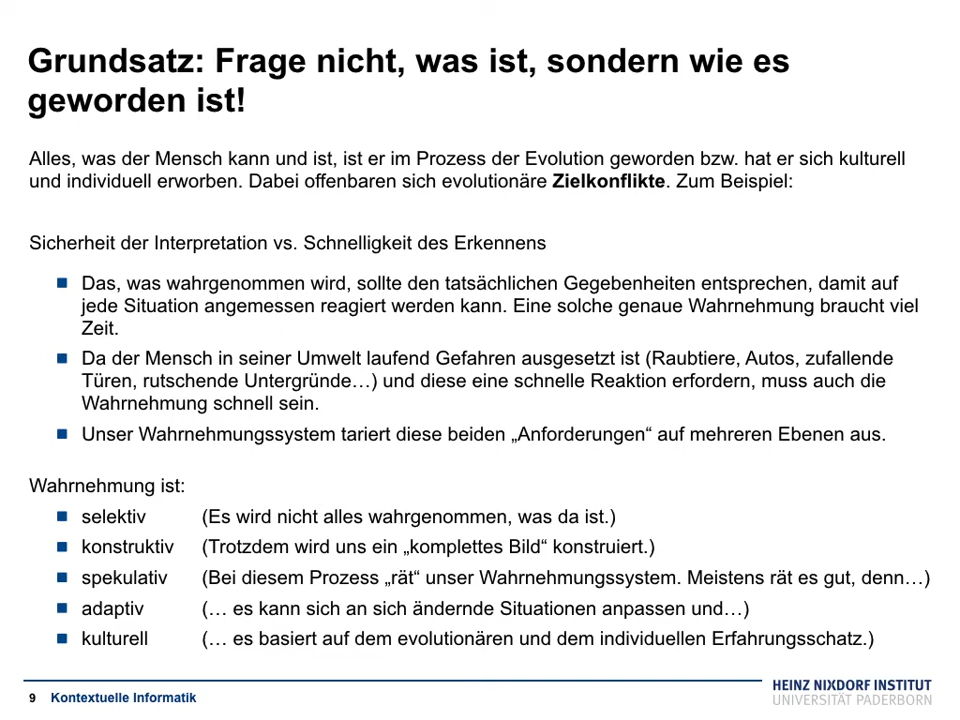 Grundsatz: Frage nicht, was ist, sondern wie es
geworden ist!
Alles, was der Mensch kann und ist, ist er im Prozess der Evolution geworden bzw. hat er sich kulturell
und individuell erworben. Dabei offenbaren sich evolutionäre Zielkonflikte. Zum Beispiel:
Sicherheit der Interpretation vs. Schnelligkeit des Erkennens
■ Das, was wahrgenommen wird, sollte den tatsächlichen Gegebenheiten entsprechen, damit auf
jede Situation angemessen reagiert werden kann. Eine solche genaue Wahrnehmung braucht viel
Zeit.
■ Da der Mensch in seiner Umwelt laufend Gefahren ausgesetzt ist (Raubtiere, Autos, zufallende
Türen, rutschende Untergründe…) und diese eine schnelle Reaktion erfordern, muss auch die
Wahrnehmung schnell sein.
■ Unser Wahrnehmungssystem tariert diese beiden „Anforderungen“ auf mehreren Ebenen aus.
Wahrnehmung ist:
■ selektiv (Es wird nicht alles wahrgenommen, was da ist.)
■ konstruktiv (Trotzdem wird uns ein „komplettes Bild“ konstruiert.)
■ spekulativ (Bei diesem Prozess „rät“ unser Wahrnehmungssystem. Meistens rät es gut, denn…)
■ adaptiv (… es kann sich an sich ändernde Situationen anpassen und…)
■ kulturell (… es basiert auf dem evolutionären und dem individuellen Erfahrungsschatz.)
9 Kontextuelle Informatik
HEINZ NIXDORF INSTITUT
UNIVERSITÄT PADERBORN